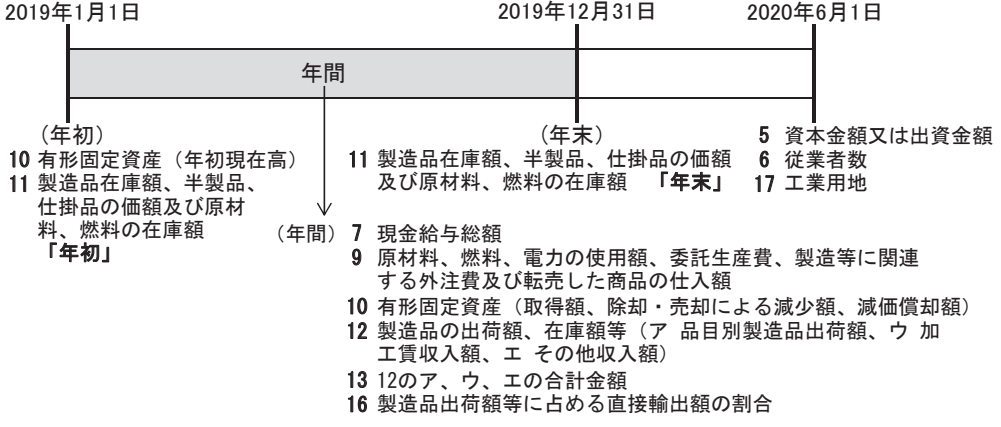 2019年1月1日
2019年12月31日
2020年6月1日
年間
（年初）
10 有形固定資産（年初現在高）
11 製造品在庫額、半製品、
仕掛品の価額及び原材
料、燃料の在庫額
「年初」
（年末）
11 製造品在庫額、半製品、仕掛品の価額
及び原材料、燃料の在庫額 「年末」
5 資本金額又は出資金額
6 従業者数
17 工業用地
（年間） 7 現金給与総額
9 原材料、燃料、電力の使用額、委託生産費、製造等に関連
する外注費及び転売した商品の仕入額
10 有形固定資産（取得額、除却・売却による減少額、減価償却額）
12 製造品の出荷額、在庫額等（ア 品目別製造品出荷額、ウ 加
工賃収入額、エ その他収入額）
13 12のア、ウ、エの合計金額
16 製造品出荷額等に占める直接輸出額の割合